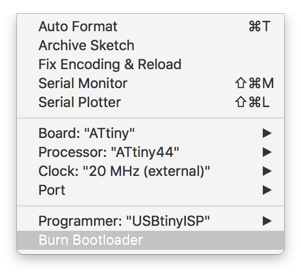 Auto Format ⌘T
Archive Sketch
Fix Encoding & Reload
Serial Monitor ⇧⌘M
Serial Plotter ⇧⌘L
Board: "ATtiny" ▶
Processor: "ATtiny44" ▶
Clock: "20 MHz (external)" ▶
Port ▶
Programmer: "USBtinyISP" ▶
Burn Bootloader